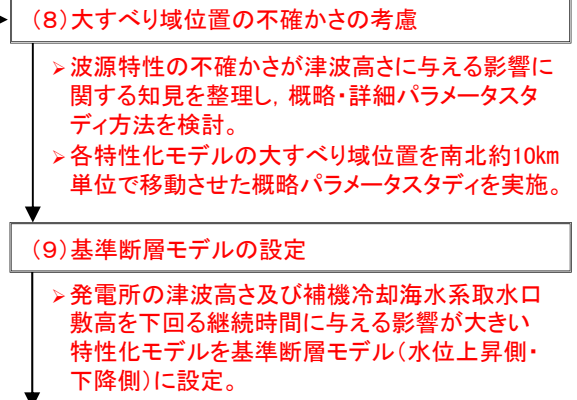 (8)大すべり域位置の不確かさの考慮
➢波源特性の不確かさが津波高さに与える影響に
関する知見を整理し,概略・詳細パラメータスタ
ディ方法を検討。
➢各特性化モデルの大すべり域位置を南北約10km
単位で移動させた概略パラメータスタディを実施。
(9)基準断層モデルの設定
➢発電所の津波高さ及び補機冷却海水系取水口
敷高を下回る継続時間に与える影響が大きい
特性化モデルを基準断層モデル(水位上昇側・
下降側)に設定。